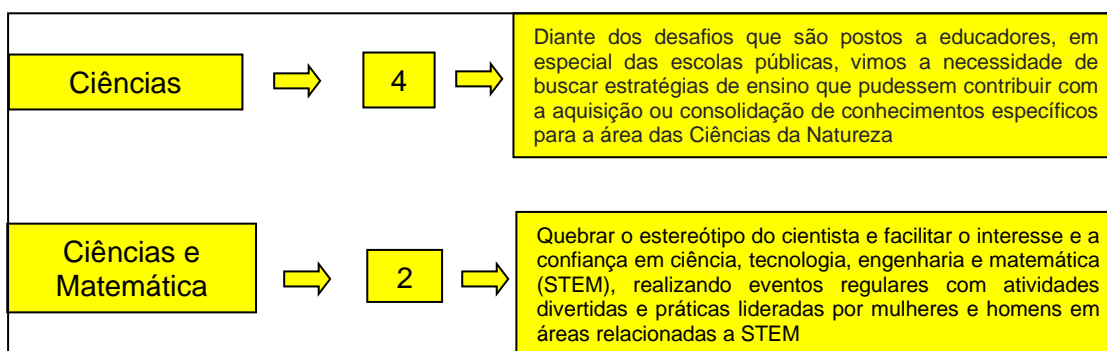 Ciências
4
Diante dos desafios que são postos a educadores, em
especial das escolas públicas, vimos a necessidade de
buscar estratégias de ensino que pudessem contribuir com
a aquisição ou consolidação de conhecimentos específicos
para a área das Ciências da Natureza
Ciências e
Matemática
2
Quebrar o estereótipo do cientista e facilitar o interesse e a
confiança em ciência, tecnologia, engenharia e matemática
(STEM), realizando eventos regulares com atividades
divertidas e práticas lideradas por mulheres e homens em
áreas relacionadas a STEM